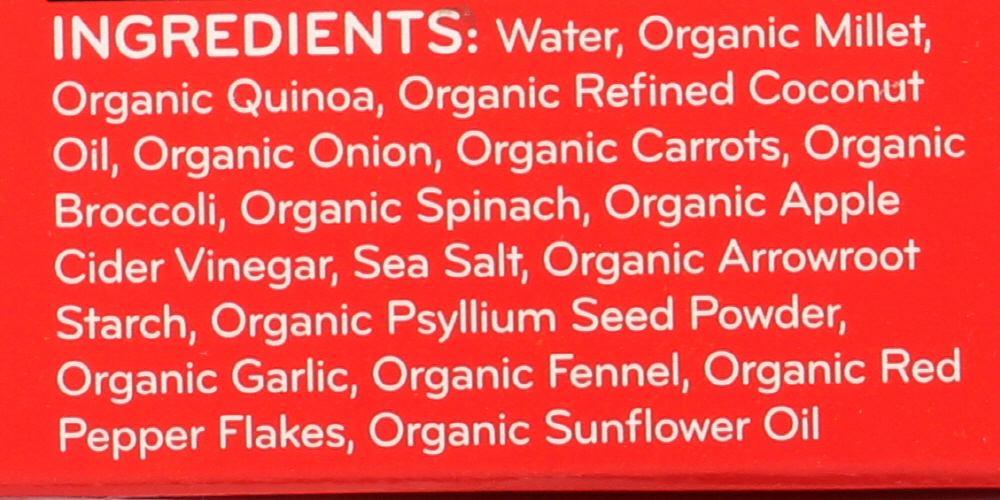 INGREDIENTS: Water, Organic Millet,
Organic Quinoa, Organic Refined Coconut
Oil, Organic Onion, Organic Carrots, Organic
Broccoli, Organic Spinach, Organic Apple
Cider Vinegar, Sea Salt, Organic Arrowroot
Starch, Organic Psyllium Seed Powder,
Organic Garlic, Organic Fennel, Organic Red
Pepper Flakes, Organic Sunflower Oil